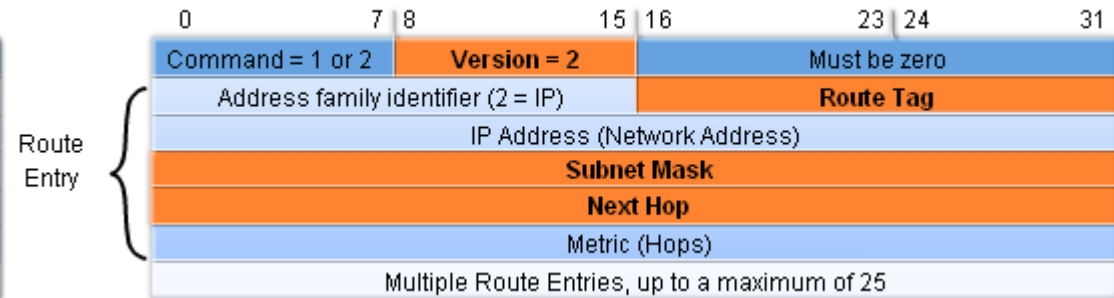 0 7 8 15 16 23 24 31
Command = 1 or 2 Version = 2 Must be zero
Address family identifier (2 = IP) Route Tag
IP Address (Network Address)
Route
Entry
Subnet Mask
Next Hop
Metric (Hops)
Multiple Route Entries, up to a maximum of 25